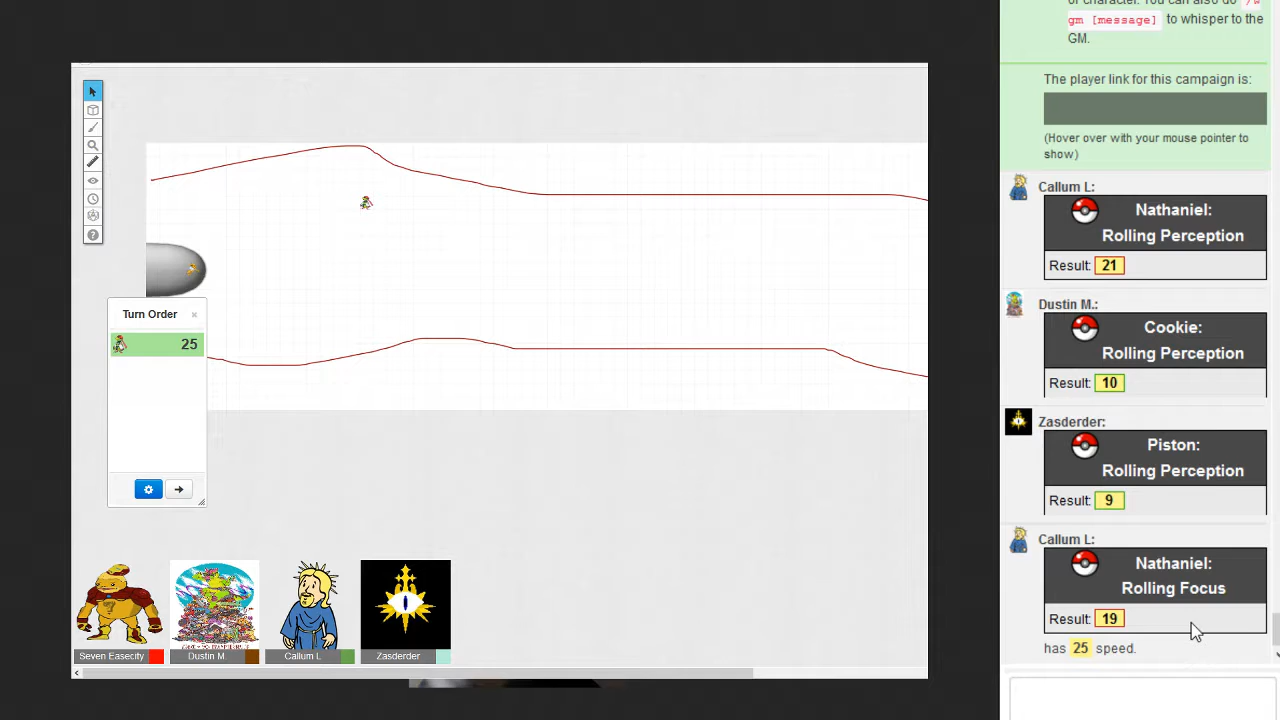 of character. You can also do /w
gm [message] to whisper to the
GM.
The player link for this campaign is:
(Hover over with your mouse pointer to
show)
Callum L:
Nathaniel:
Rolling Perception
Result: 21
Dustin M.:
Cookie:
Rolling Perception
Result: 10
Zasderder:
Piston:
Rolling Perception
Result: 9
Callum L:
Nathaniel:
Rolling Focus
Result: 19
has 25 speed.
Turn Order
25
Seven Easecity
Dustin M.
Callum L
Zasderder